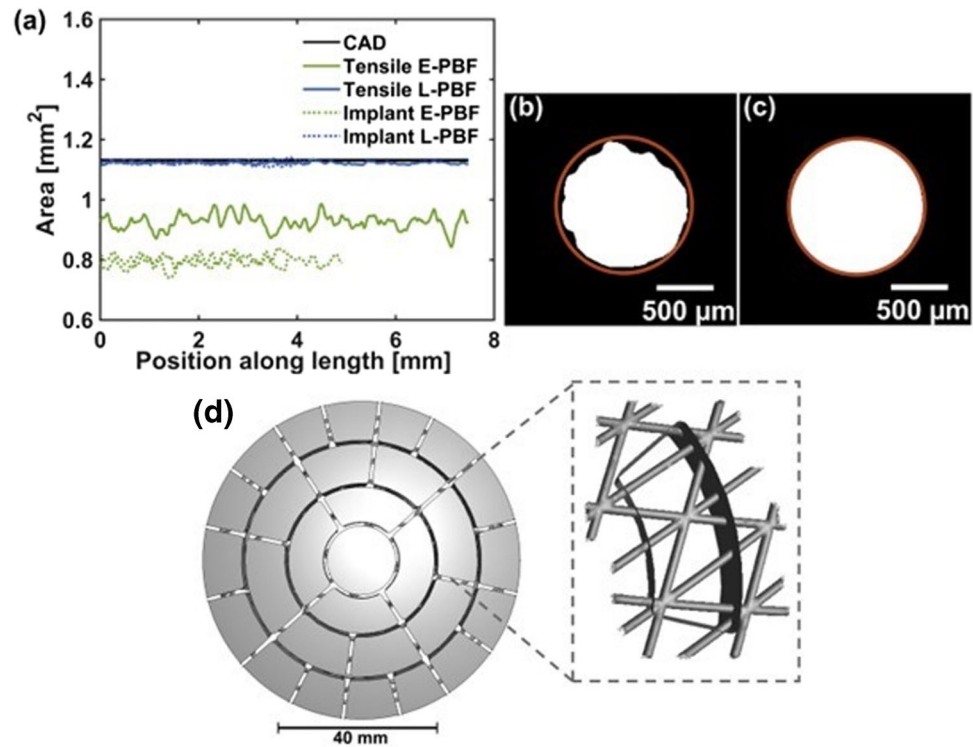 (a)
1.6
1.4
1.2
1
0.8
0.6
Area [mm²]
CAD
Tensile E-PBF
Tensile L-PBF
Implant E-PBF
Implant L-PBF
0 2 4 6 8
Position along length [mm]
(b)
500 μm
(c)
500 μm
(d)
40 mm